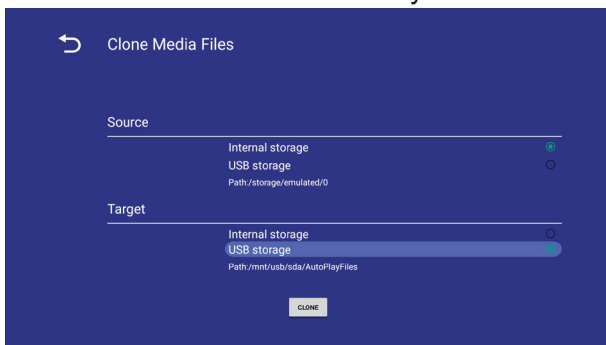 Clone Media Files
Source
Internal storage
USB storage
Path:/storage/emulated/0
Target
Internal storage
USB storage
Path:/mnt/usb/sda/AutoPlayFiles
CLONE